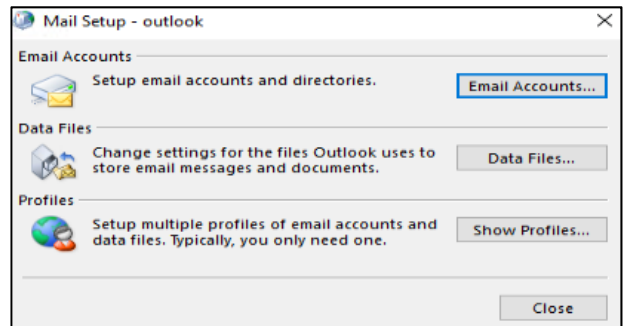 Mail Setup - outlook
Email Accounts
Setup email accounts and directories.
Email Accounts...
Data Files
Change settings for the files Outlook uses to
store email messages and documents.
Data Files...
Profiles
Setup multiple profiles of email accounts and
data files. Typically, you only need one.
Show Profiles...
Close